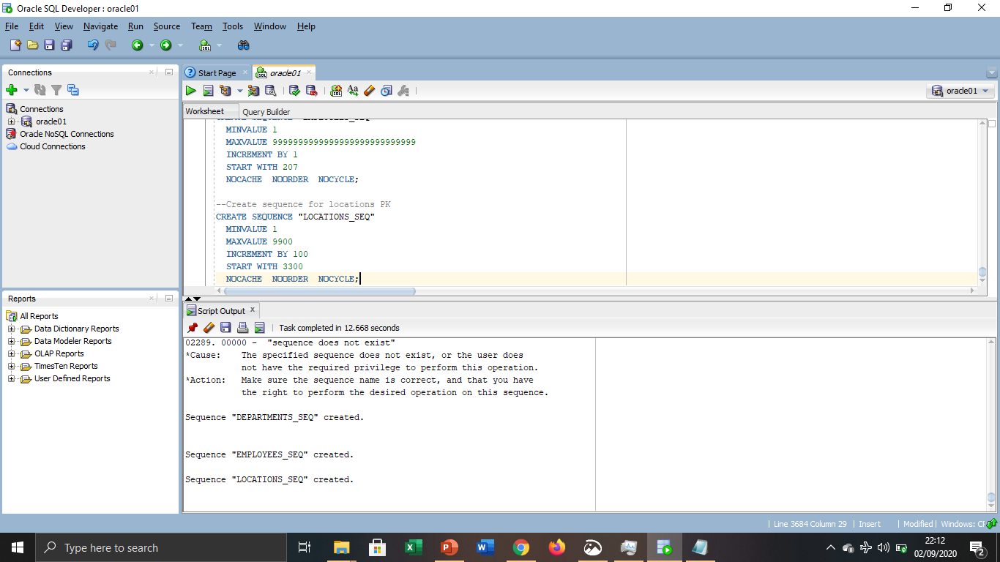 Oracle SQL Developer : oracle01
File Edit View Navigate Run Source Team Tools Window Help
Connections
Connections
oracle01
Oracle NoSQL Connections
Cloud Connections
Reports
All Reports
Data Dictionary Reports
Data Modeler Reports
OLAP Reports
TimesTen Reports
User Defined Reports
Start Page
oracle01
oracle01
Worksheet Query Builder
MINVALUE 1
MAXVALUE 9999999999999999999999999999
INCREMENT BY 1
START WITH 207
NOCACHE NOORDER NOCYCLE;
--Create sequence for locations PK
CREATE SEQUENCE "LOCATIONS_SEQ"
MINVALUE 1
MAXVALUE 9900
INCREMENT BY 100
START WITH 3300
NOCACHE NOORDER NOCYCLE;
Script Output
Task completed in 12.668 seconds
02289. 00000 - "sequence does not exist"
*Cause: The specified sequence does not exist, or the user does
not have the required privilege to perform this operation.
*Action: Make sure the sequence name is correct, and that you have
the right to perform the desired operation on this sequence.
Sequence "DEPARTMENTS_SEQ" created.
Sequence "EMPLOYEES_SEQ" created.
Sequence "LOCATIONS_SEQ" created.
Line 3684 Column 29 | Insert | Modified | Windows:
Type here to search
22:12
02/09/2020
2